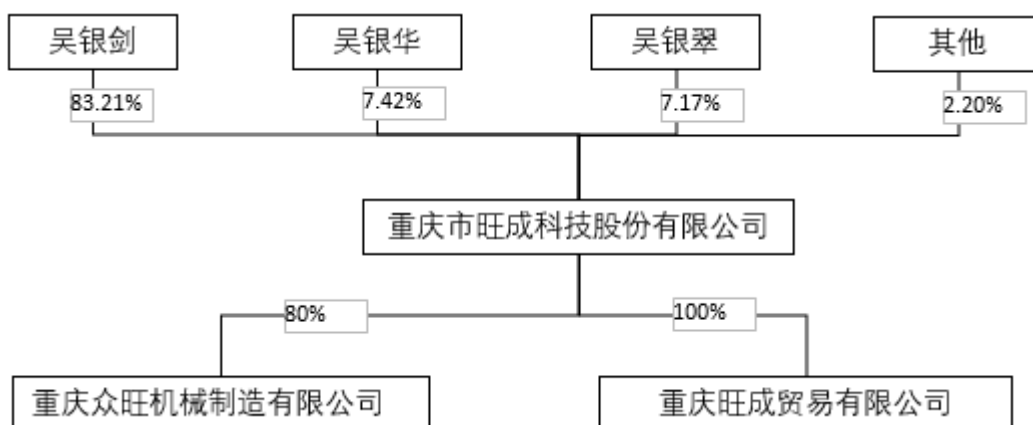 吴银剑
吴银华
吴银翠
其他
83.21%
7.42%
7.17%
2.20%
重庆市旺成科技股份有限公司
80%
100%
重庆众旺机械制造有限公司
重庆旺成贸易有限公司